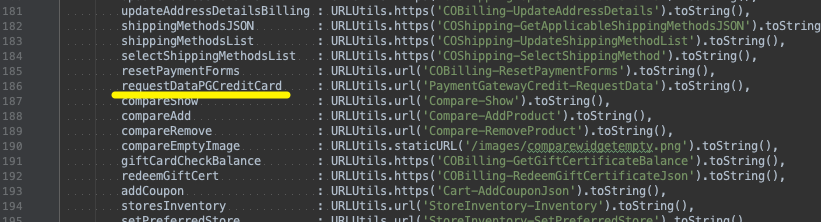 181 updateAddressDetailsBilling : URLUtils.https('COBilling-UpdateAddressDetails').toString(),
182 shippingMethodsJSON : URLUtils.https('COShipping-GetApplicableShippingMethodsJSON').toString
183 shippingMethodsList : URLUtils.https('COShipping-UpdateShippingMethodList').toString(),
184 selectShippingMethodsList : URLUtils.https('COShipping-SelectShippingMethod').toString(),
185 resetPaymentForms : URLUtils.url('COBilling-ResetPaymentForms').toString(),
186 requestDataPGCreditCard : URLUtils.url('PaymentGatewayCredit-RequestData').toString(),
187 compareShow : URLUtils.url('Compare-Show').toString(),
188 compareAdd : URLUtils.url('Compare-AddProduct').toString(),
189 compareRemove : URLUtils.url('Compare-RemoveProduct').toString(),
190 compareEmptyImage : URLUtils.staticURL('/images/comparewidgetempty.png').toString(),
191 giftCardCheckBalance : URLUtils.https('COBilling-GetGiftCertificateBalance').toString(),
192 redeemGiftCert : URLUtils.https('COBilling-RedeemGiftCertificateJson').toString(),
193 addCoupon : URLUtils.https('Cart-AddCouponJson').toString(),
194 storesInventory : URLUtils.url('StoreInventory-Inventory').toString(),
195 setPreferredStore : URLUtils.url('StoreInventory-SetPreferredStore').toString(),